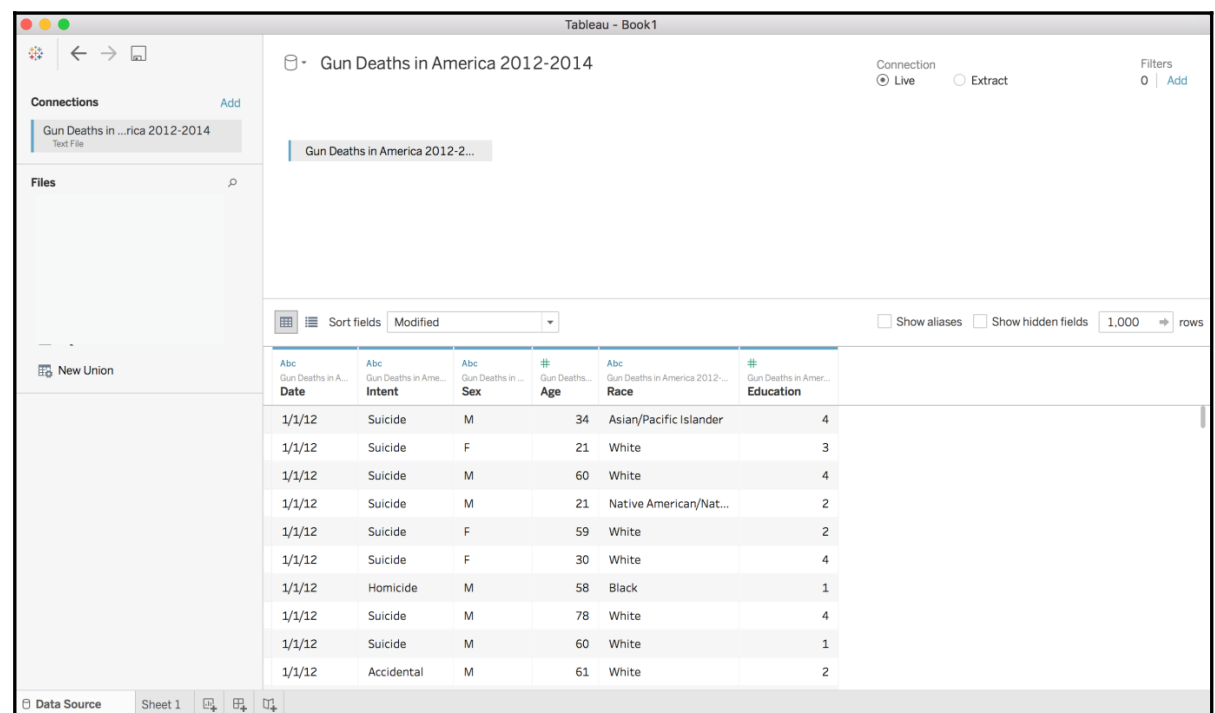 Tableau - Book1
Connections Add
Gun Deaths in ...rica 2012-2014
Text File
Files
New Union
Gun Deaths in America 2012-2014
Connection
Live Extract
Filters
0 Add
Gun Deaths in America 2012-2...
Sort fields Modified
Show aliases Show hidden fields 1,000 rows
Abc Abc Abc # Abc #
Gun Deaths in A... Gun Deaths in Ame... Gun Deaths in ... Gun Deaths... Gun Deaths in America 2012-... Gun Deaths in Amer...
Date Intent Sex Age Race Education
1/1/12 Suicide M 34 Asian/Pacific Islander 4
1/1/12 Suicide F 21 White 3
1/1/12 Suicide M 60 White 4
1/1/12 Suicide M 21 Native American/Nat... 2
1/1/12 Suicide F 59 White 2
1/1/12 Suicide F 30 White 4
1/1/12 Homicide M 58 Black 1
1/1/12 Suicide M 78 White 4
1/1/12 Suicide M 60 White 1
1/1/12 Accidental M 61 White 2
Data Source Sheet 1